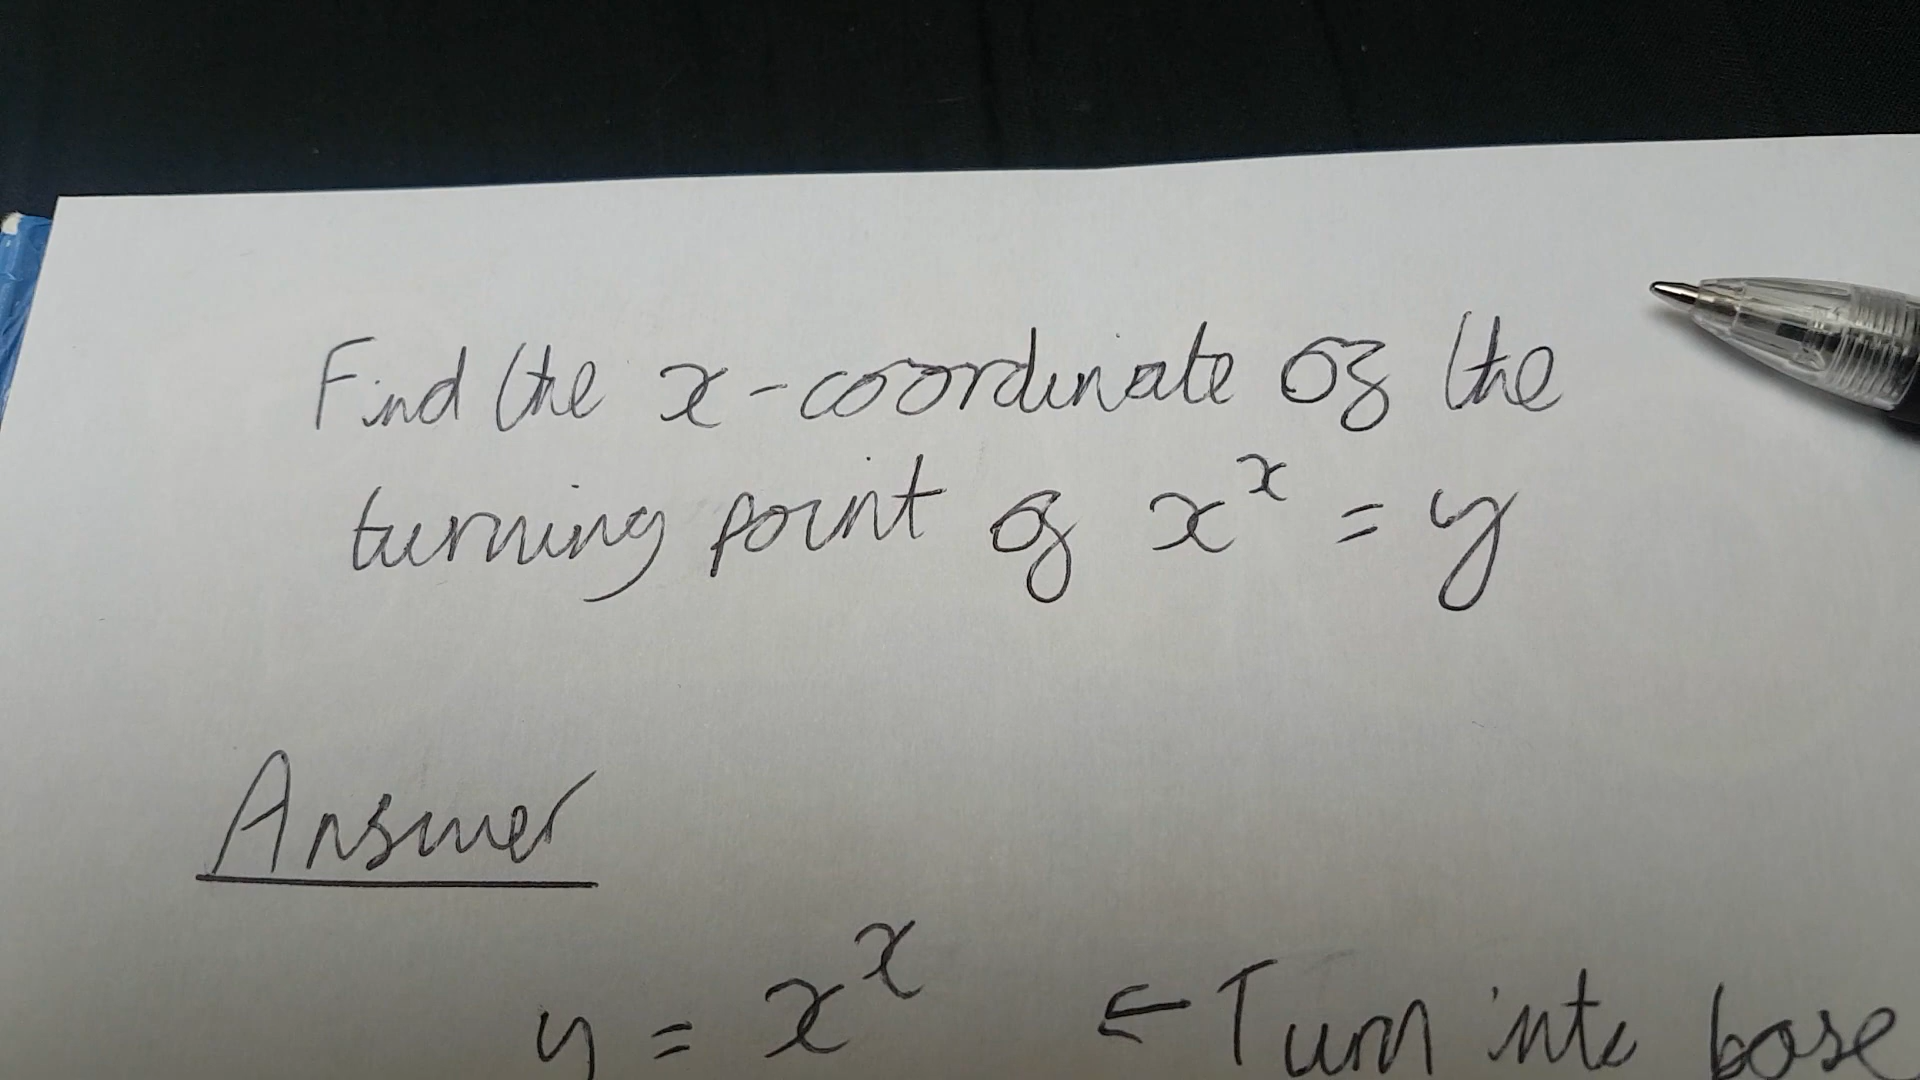 Find the x-coordinate of the
turning point of x^x = y
Answer
y = x^x ← Turn into base